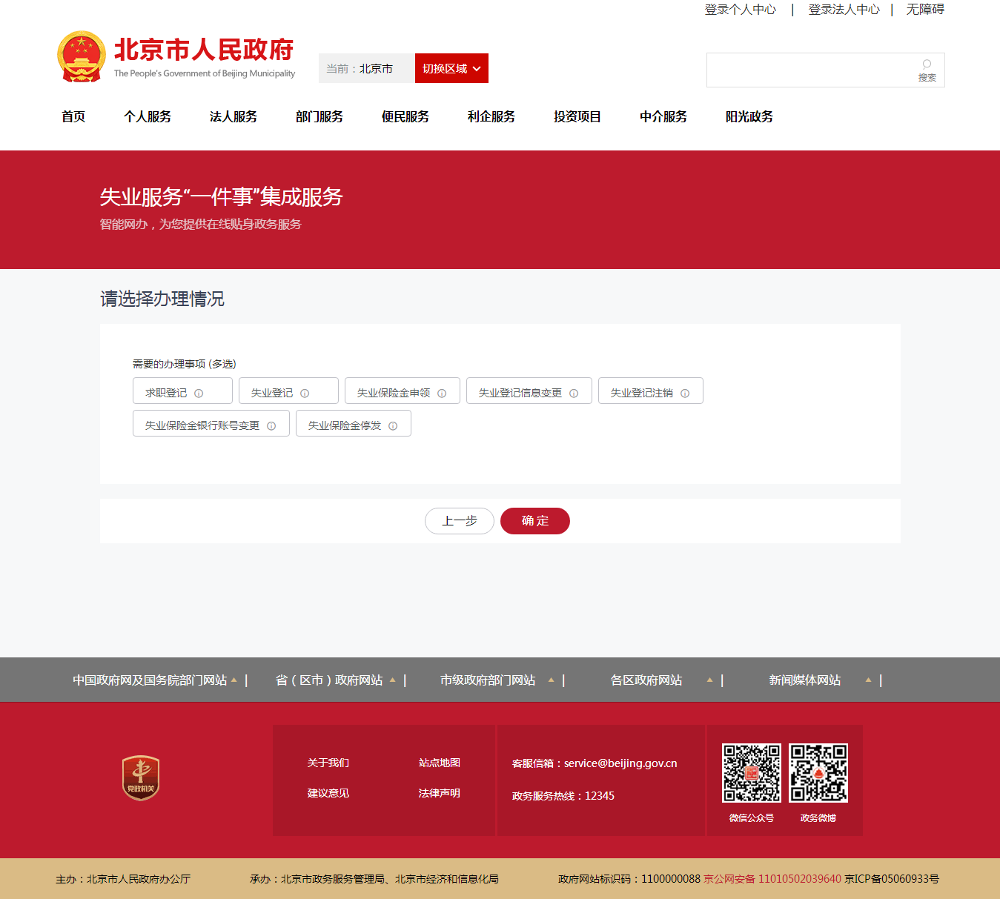 登录个人中心 | 登录法人中心 | 无障碍
北京市人民政府
The People's Government of Beijing Municipality
当前：北京市 切换区域
搜索
首页 个人服务 法人服务 部门服务 便民服务 利企服务 投资项目 中介服务 阳光政务
失业服务“一件事”集成服务
智能网办，为您提供在线贴身政务服务
请选择办理情况
需要的办理事项 (多选)
求职登记 失业登记 失业保险金申领 失业登记信息变更 失业登记注销
失业保险金银行账号变更 失业保险金停发
上一步 确 定
中国政府网及国务院部门网站 | 省（区市）政府网站 | 市级政府部门网站 | 各区政府网站 | 新闻媒体网站 |
党政机关
关于我们 站点地图
建议意见 法律声明
客服信箱：service@beijing.gov.cn
政务服务热线：12345
微信公众号 政务微博
主办：北京市人民政府办公厅 承办：北京市政务服务管理局、北京市经济和信息化局 政府网站标识码：1100000088 京公网安备 11010502039640 京ICP备05060933号